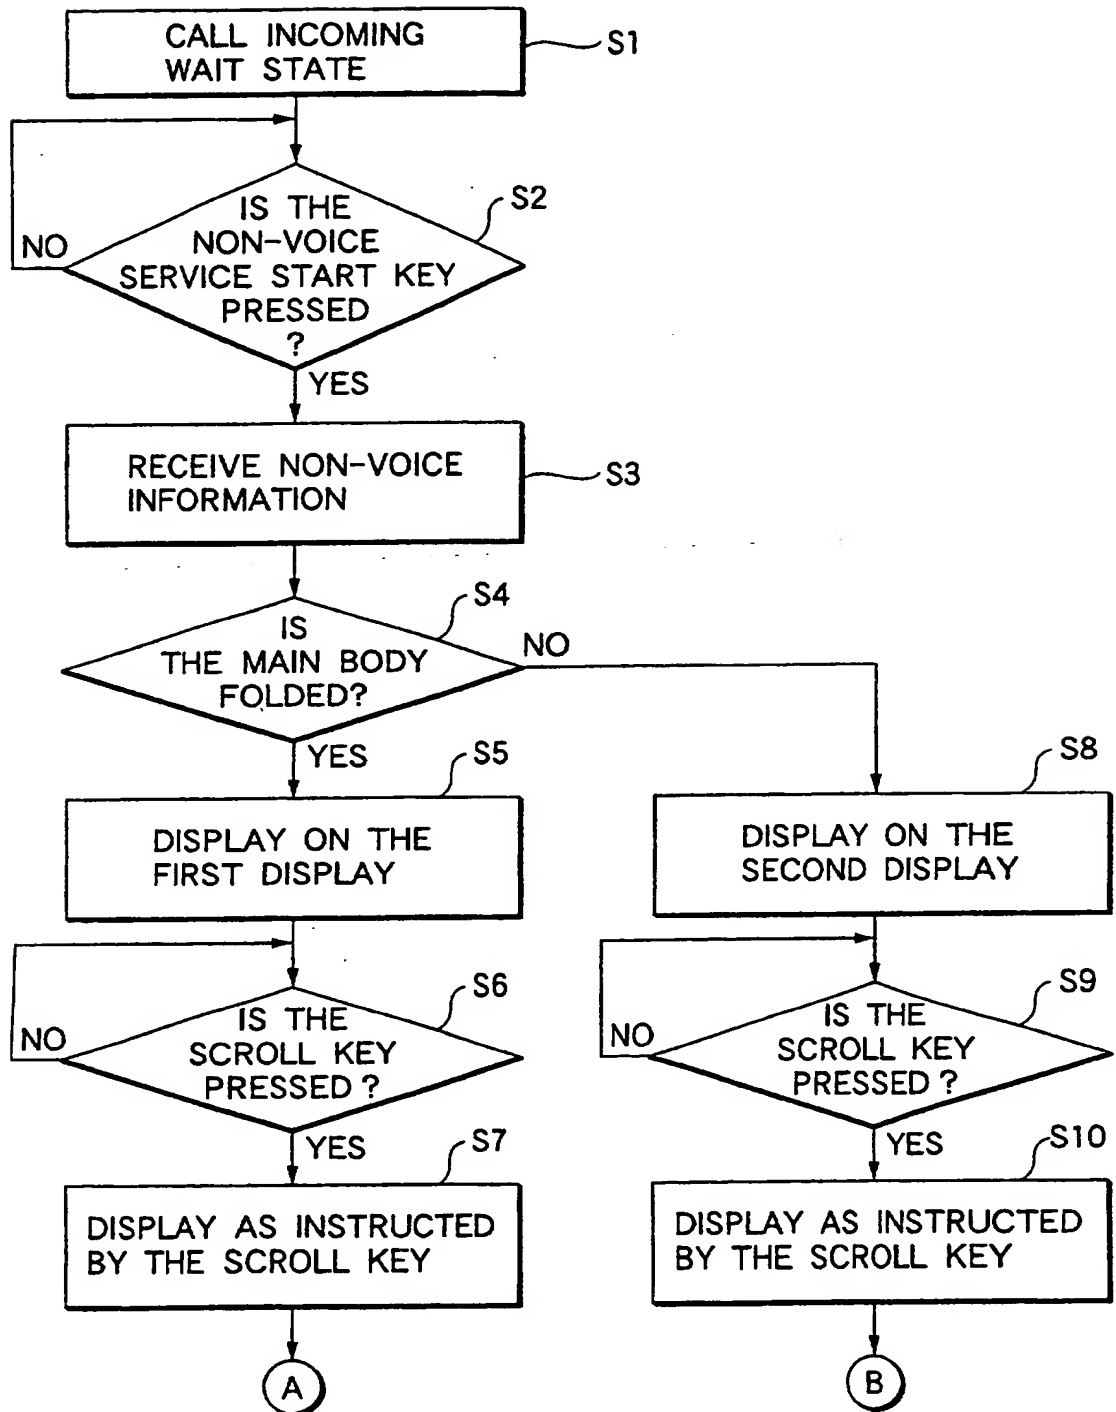 CALL INCOMING
WAIT STATE
S1
IS THE
NON-VOICE
SERVICE START KEY
PRESSED
?
S2
NO
YES
RECEIVE NON-VOICE
INFORMATION
S3
IS
THE MAIN BODY
FOLDED?
S4
NO
YES
DISPLAY ON THE
FIRST DISPLAY
S5
IS THE
SCROLL KEY
PRESSED?
S6
NO
YES
DISPLAY AS INSTRUCTED
BY THE SCROLL KEY
S7
A
DISPLAY ON THE
SECOND DISPLAY
S8
IS THE
SCROLL KEY
PRESSED?
S9
NO
YES
DISPLAY AS INSTRUCTED
BY THE SCROLL KEY
S10
B